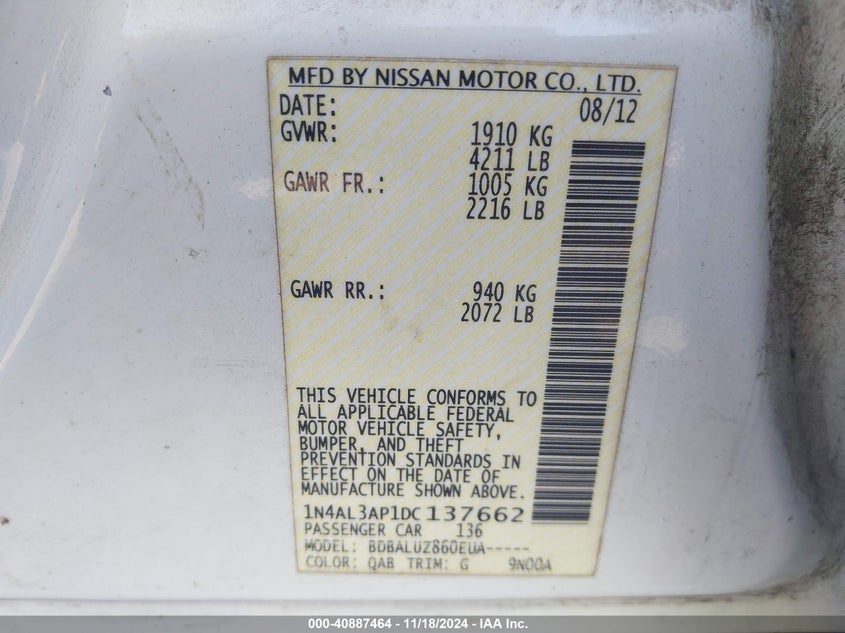 MFD BY NISSAN MOTOR CO., LTD.
DATE: 08/12
GVWR: 1910 KG
4211 LB
GAWR FR.: 1005 KG
2216 LB
GAWR RR.: 940 KG
2072 LB
THIS VEHICLE CONFORMS TO
ALL APPLICABLE FEDERAL
MOTOR VEHICLE SAFETY,
BUMPER, AND THEFT
PREVENTION STANDARDS IN
EFFECT ON THE DATE OF
MANUFACTURE SHOWN ABOVE.
1N4AL3AP1DC137662
PASSENGER CAR 136
MODEL: BDBALUZ860EUA-----
COLOR: QAB TRIM: G 9N00A
000-40887464 - 11/18/2024 - IAA Inc.